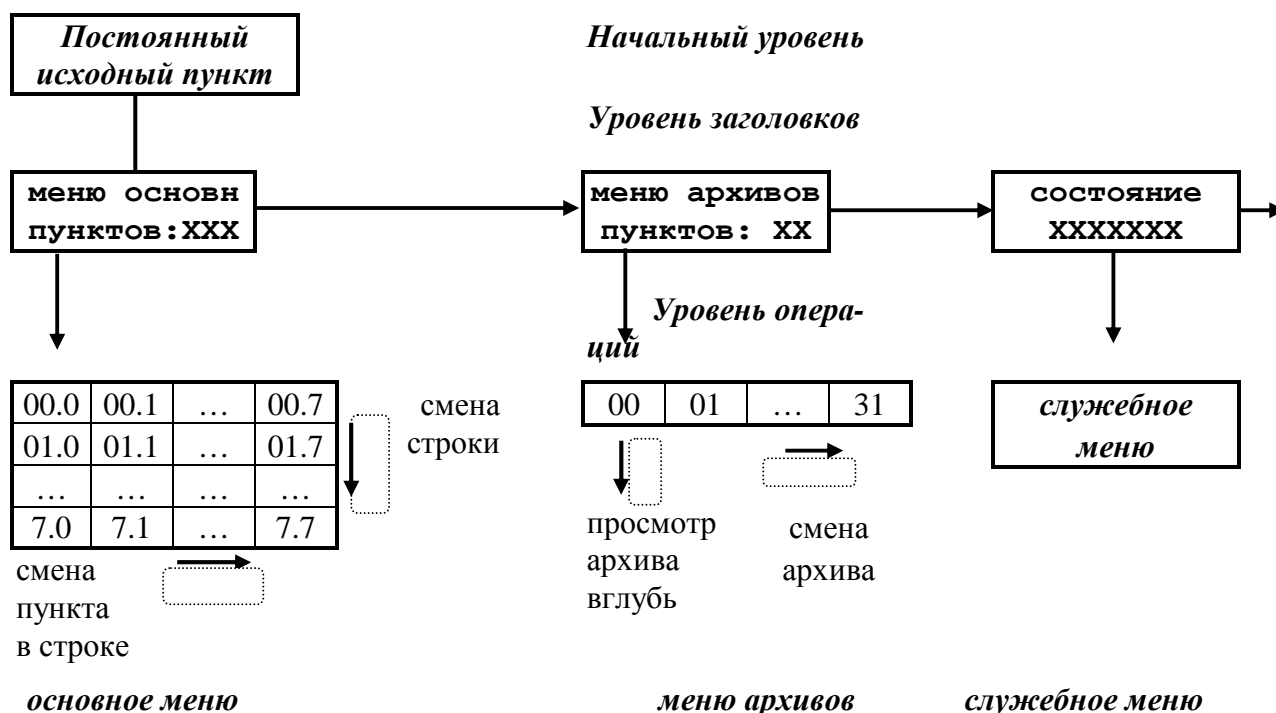 Постоянный
исходный пункт
Начальный уровень
Уровень заголовков
меню основн
пунктов:XXX
меню архивов
пунктов: XX
состояние
XXXXXXX
Уровень опера-
ций
00.0 00.1 … 00.7
01.0 01.1 … 01.7
… … … …
7.0 7.1 … 7.7
смена
строки
00 01 … 31
служебное
меню
смена
пункта
в строке
просмотр
архива
вглубь
смена
архива
основное меню
меню архивов
служебное меню